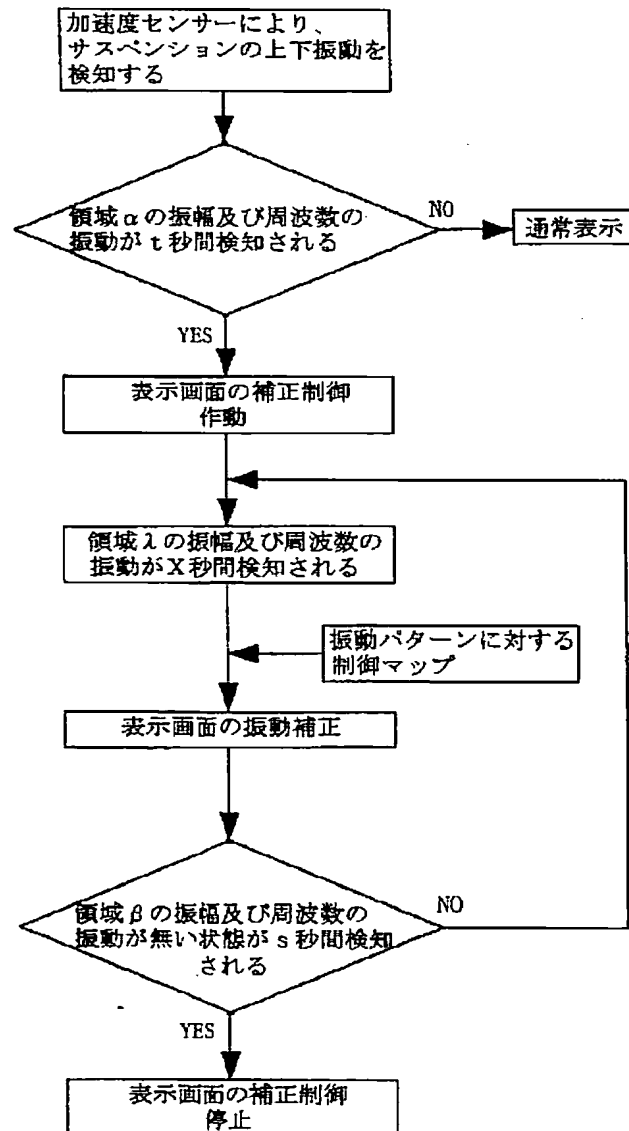 加速度センサーにより、
サスペンションの上下振動を
検知する
領域αの振幅及び周波数の
振動がt秒間検知される
NO
通常表示
YES
表示画面の補正制御
作動
領域λの振幅及び周波数の
振動がX秒間検知される
振動パターンに対する
制御マップ
表示画面の振動補正
領域βの振幅及び周波数の
振動が無い状態がs秒間検知
される
NO
YES
表示画面の補正制御
停止